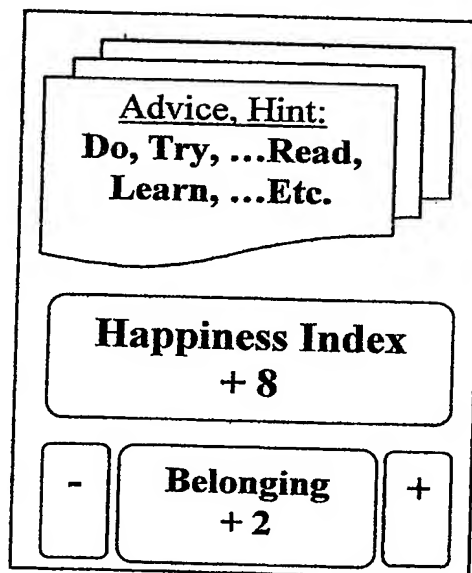 Advice, Hint:
Do, Try, ...Read,
Learn, ...Etc.
Happiness Index
+ 8
- Belonging +
+ 2